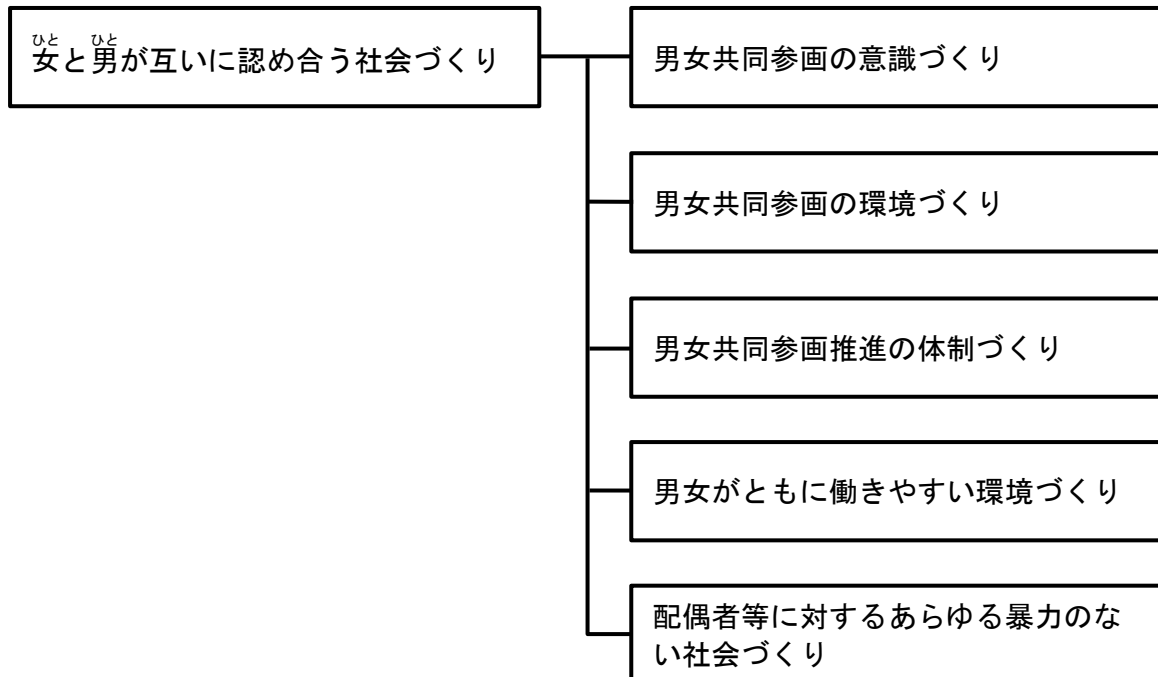 女と男が互いに認め合う社会づくり
ひと ひと
男女共同参画の意識づくり
男女共同参画の環境づくり
男女共同参画推進の体制づくり
男女がともに働きやすい環境づくり
配偶者等に対するあらゆる暴力のな
い社会づくり